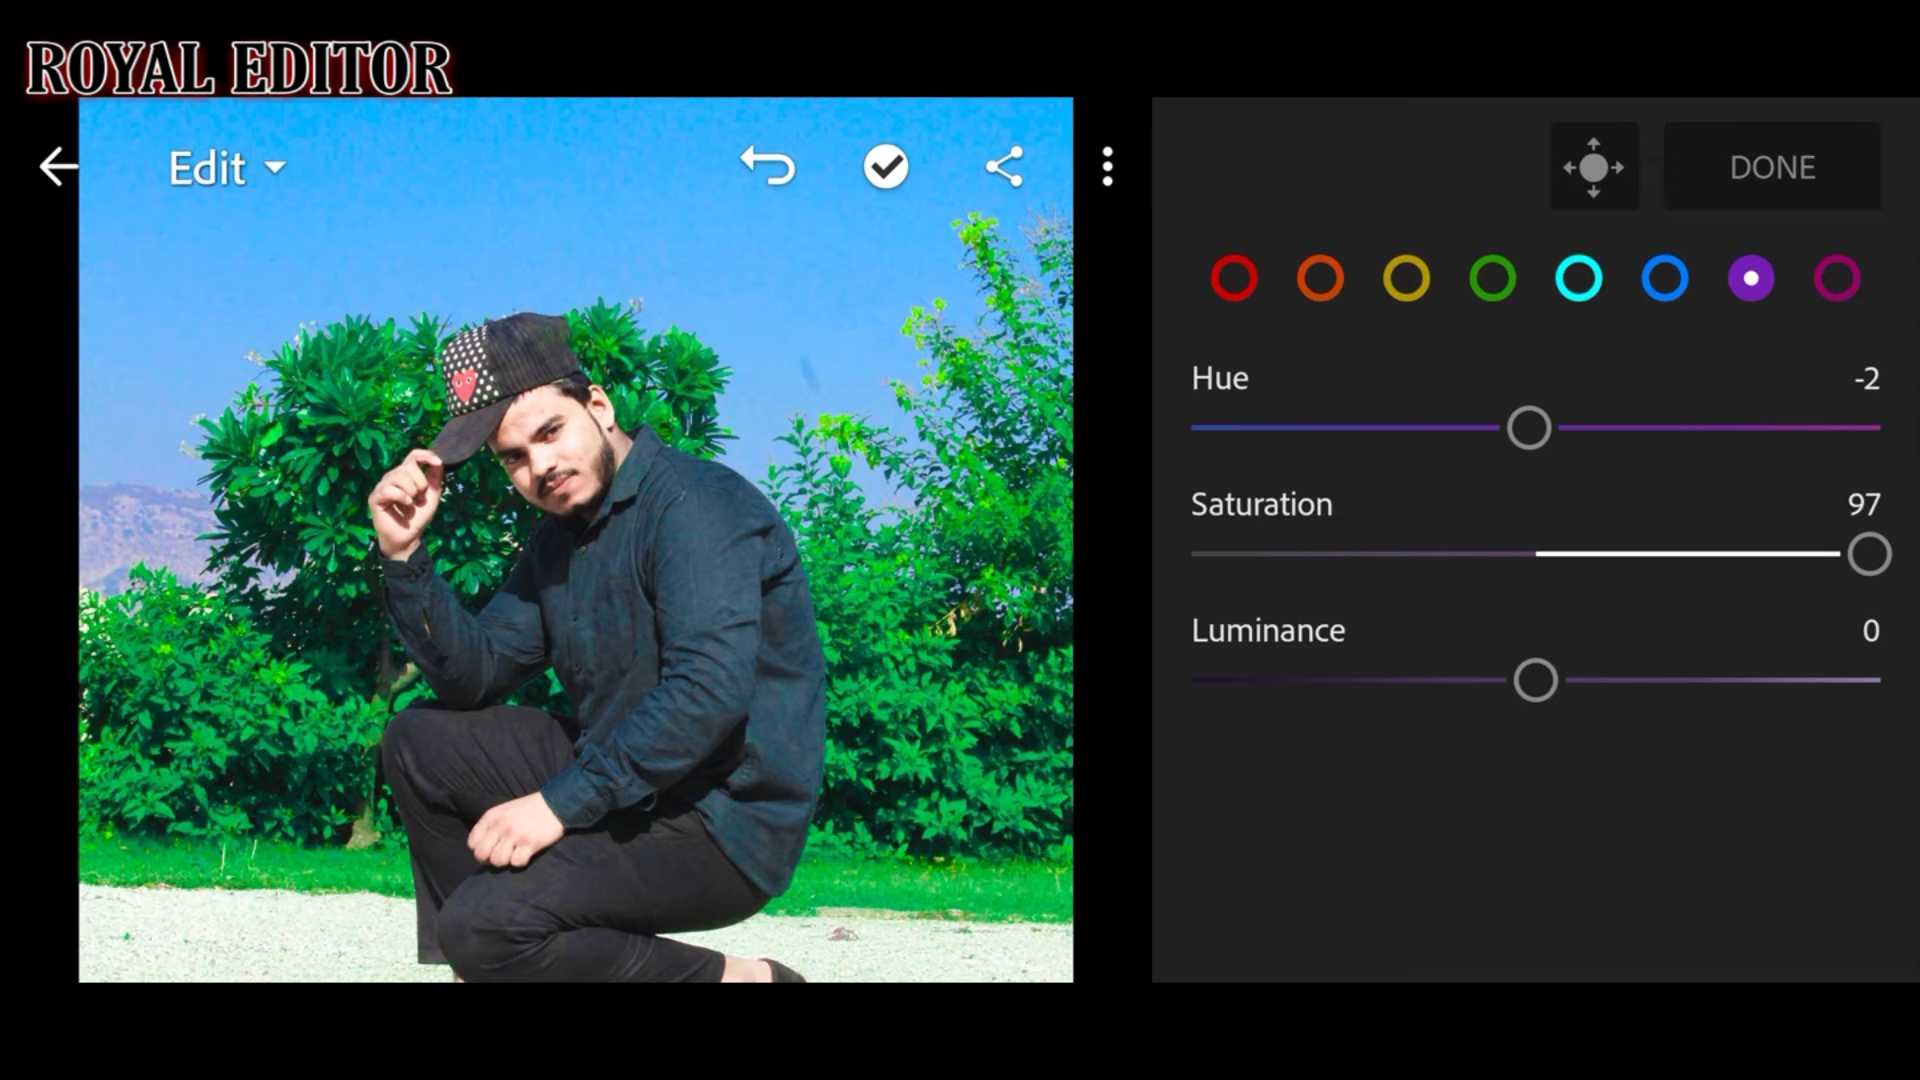 ROYAL EDITOR
Edit
DONE
Hue -2
Saturation 97
Luminance 0